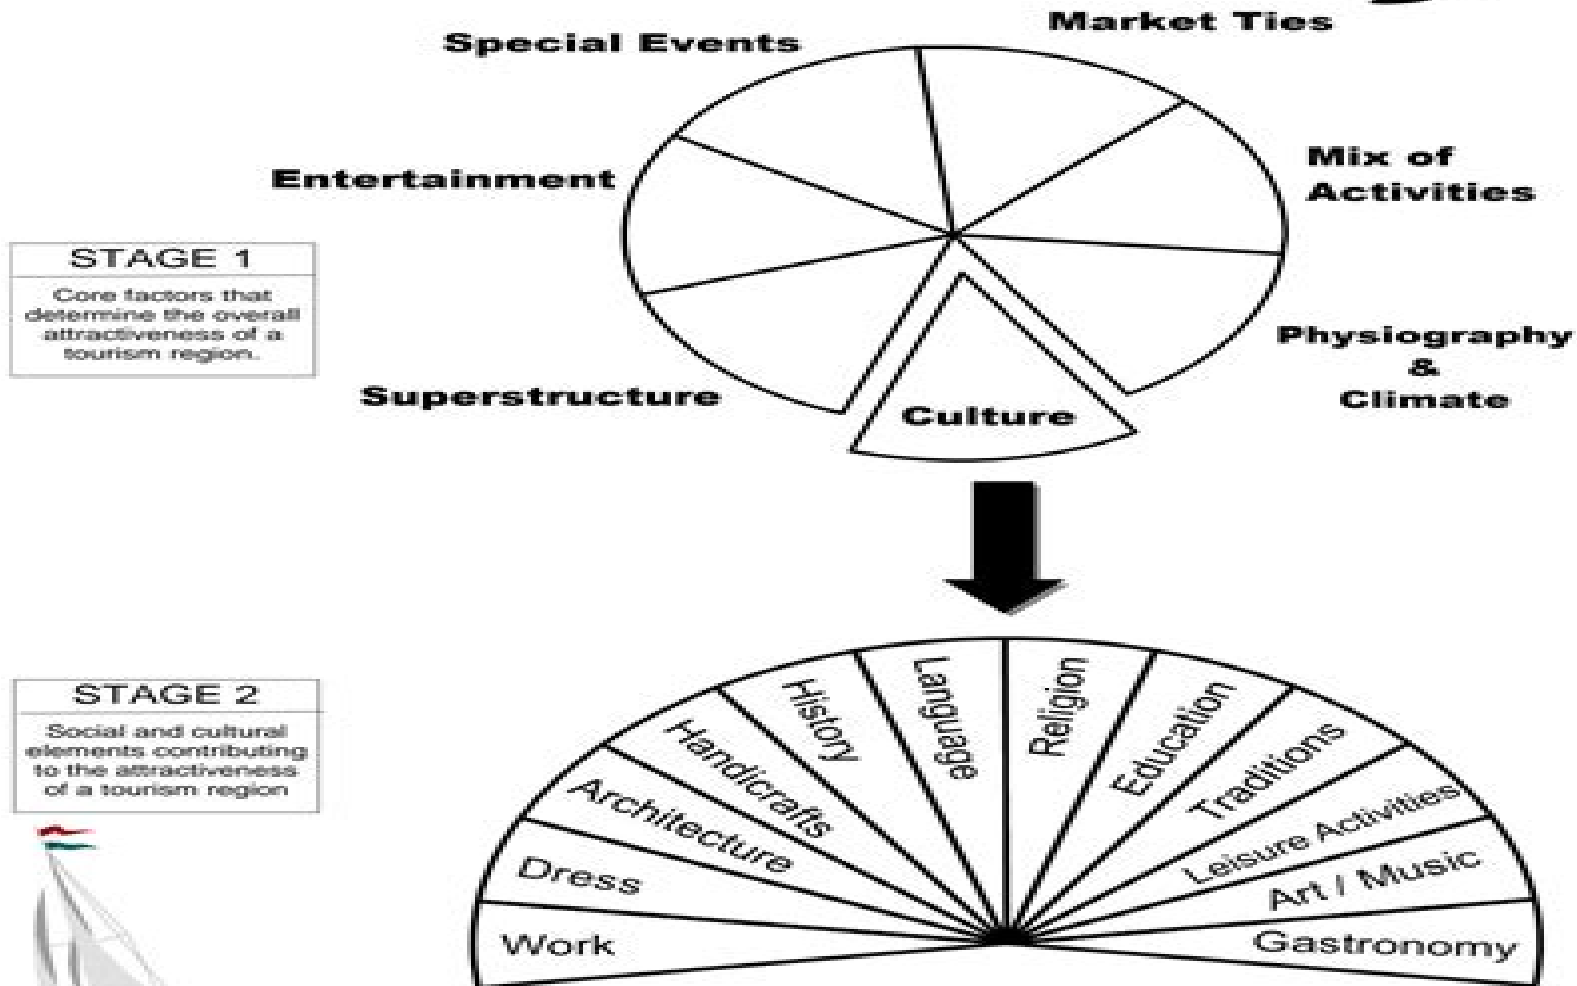 Market Ties
Special Events
Mix of
Activities
Entertainment
STAGE 1
Core factors that
determine the overall
attractiveness of a
tourism region.
Physiography
&
Climate
Superstructure
Culture
STAGE 2
Social and cultural
elements contributing
to the attractiveness
of a tourism region
Work
Dress
Architecture
Handicrafts
History
Language
Religion
Education
Traditions
Leisure Activities
Art / Music
Gastronomy